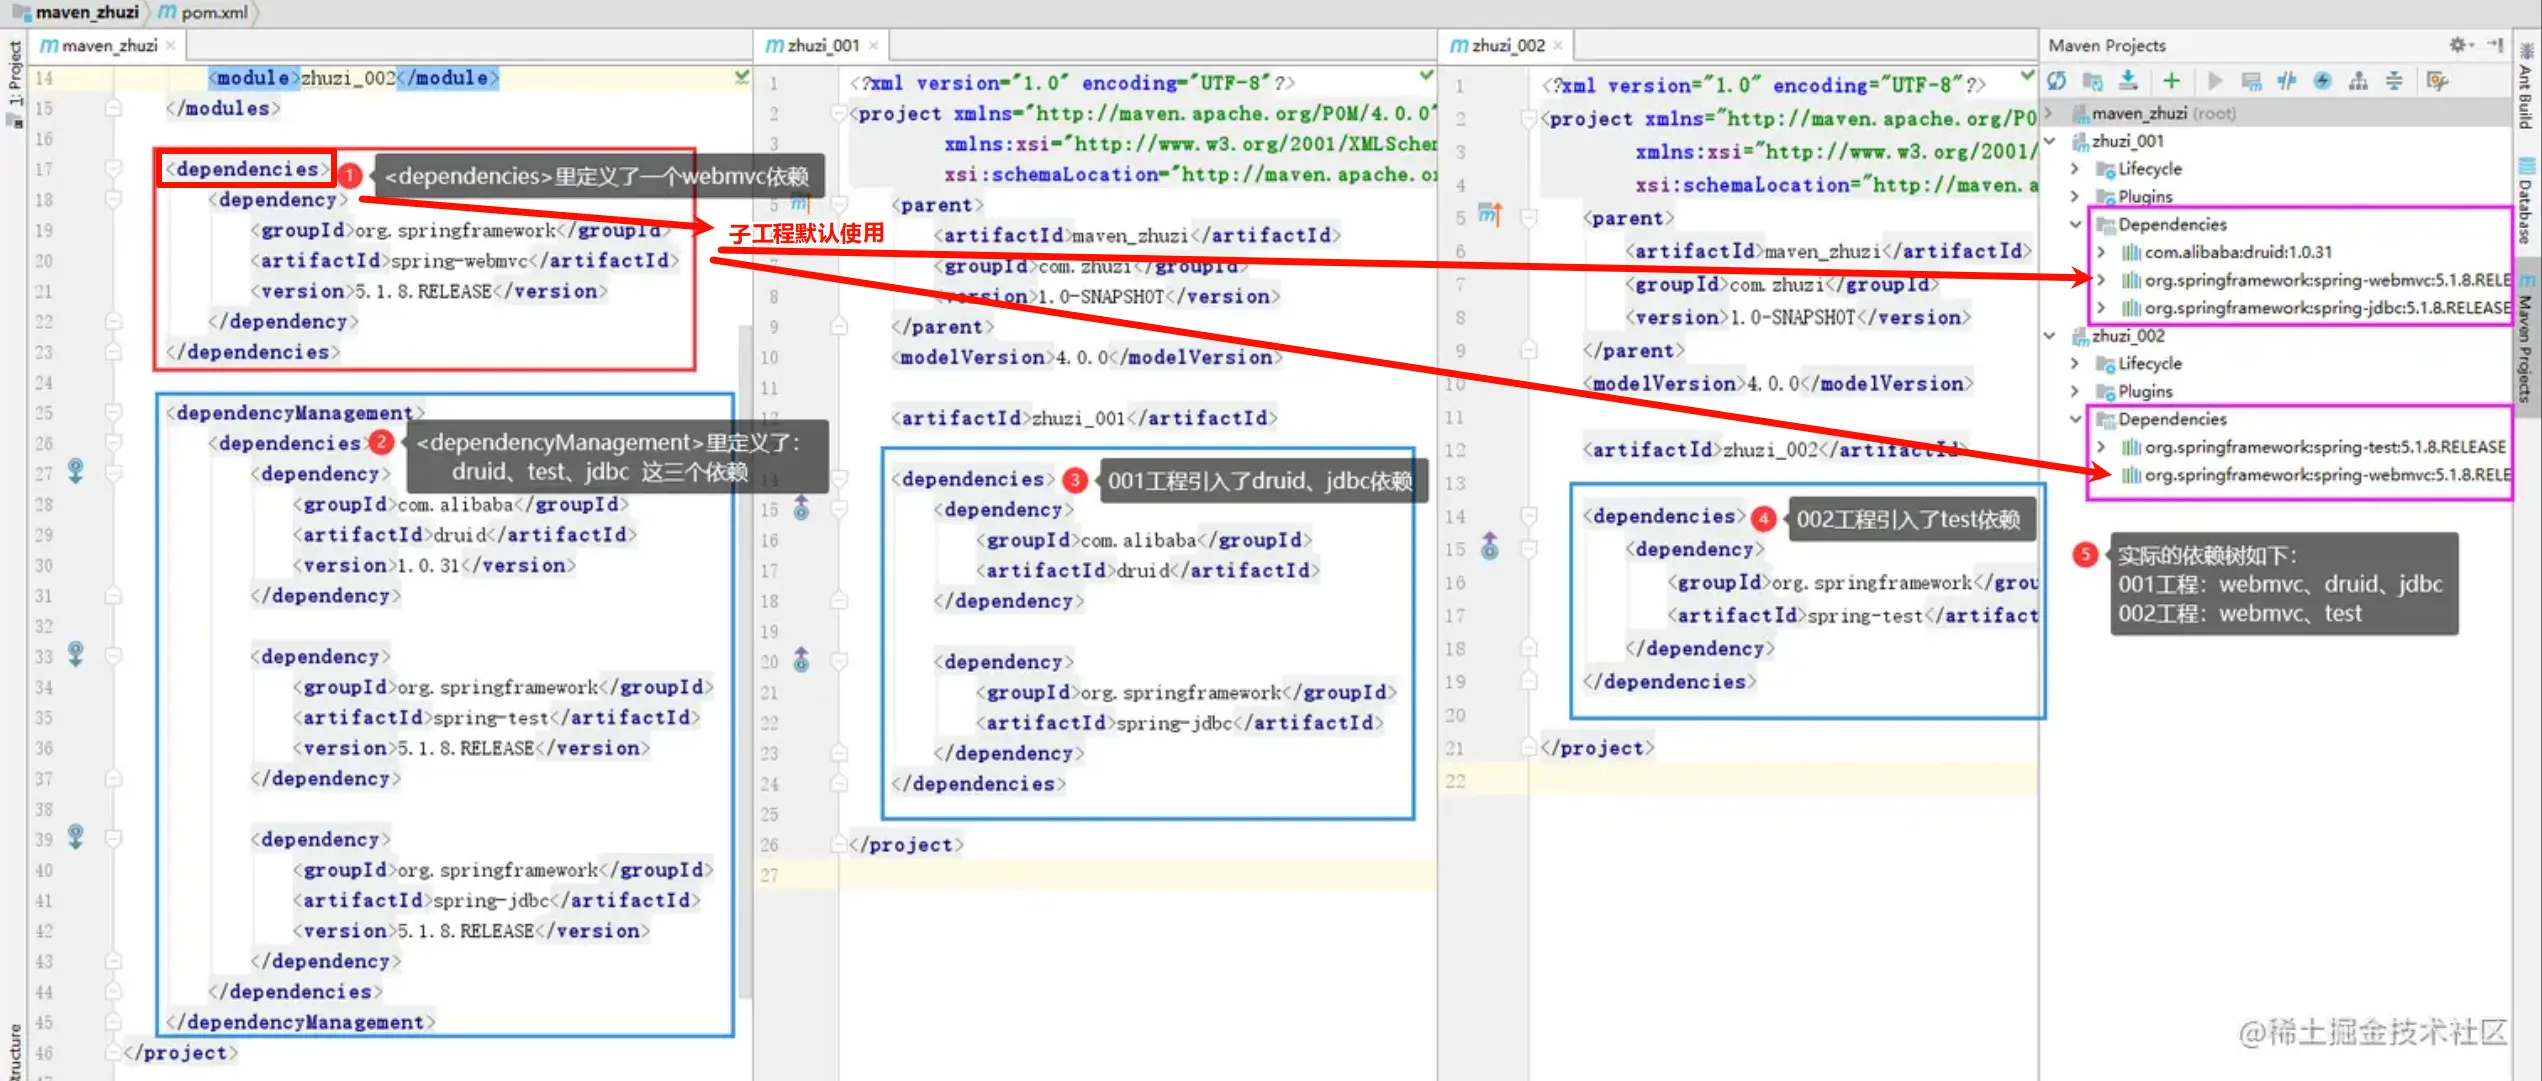 maven_zhuzi
pom.xml
1: Project
maven_zhuzi
14 <module>zhuzi_002</module>
15 </modules>
16
17 <dependencies>
1 <dependencies>里定义了一个webmvc依赖
18 <dependency>
19 <groupId>org.springframework</groupId>
20 <artifactId>spring-webmvc</artifactId>
21 <version>5.1.8.RELEASE</version>
22 </dependency>
23 </dependencies>
24
25 <dependencyManagement>
26 <dependencies>
2 <dependencyManagement>里定义了：
druid、test、jdbc 这三个依赖
27 <dependency>
28 <groupId>com.alibaba</groupId>
29 <artifactId>druid</artifactId>
30 <version>1.0.31</version>
31 </dependency>
32
33 <dependency>
34 <groupId>org.springframework</groupId>
35 <artifactId>spring-test</artifactId>
36 <version>5.1.8.RELEASE</version>
37 </dependency>
38
39 <dependency>
40 <groupId>org.springframework</groupId>
41 <artifactId>spring-jdbc</artifactId>
42 <version>5.1.8.RELEASE</version>
43 </dependency>
44 </dependencies>
45 </dependencyManagement>
46 </project>
zhuzi_001
1 <?xml version="1.0" encoding="UTF-8"?>
2 <project xmlns="http://maven.apache.org/POM/4.0.0"
3 xmlns:xsi="http://www.w3.org/2001/XMLSchem
xsi:schemaLocation="http://maven.apache.or
5 <parent>
子工程默认使用
<artifactId>maven_zhuzi</artifactId>
<groupId>com.zhuzi</groupId>
8 <version>1.0-SNAPSHOT</version>
9 </parent>
10 <modelVersion>4.0.0</modelVersion>
11
12 <artifactId>zhuzi_001</artifactId>
14 <dependencies>
3 001工程引入了druid、jdbc依赖
15 <dependency>
16 <groupId>com.alibaba</groupId>
17 <artifactId>druid</artifactId>
18 </dependency>
19
20 <dependency>
21 <groupId>org.springframework</groupId>
22 <artifactId>spring-jdbc</artifactId>
23 </dependency>
24 </dependencies>
25
26 </project>
27
zhuzi_002
1 <?xml version="1.0" encoding="UTF-8"?>
2 <project xmlns="http://maven.apache.org/PO
3 xmlns:xsi="http://www.w3.org/2001/
4 xsi:schemaLocation="http://maven.a
5 <parent>
6 <artifactId>maven_zhuzi</artifactId>
7 <groupId>com.zhuzi</groupId>
8 <version>1.0-SNAPSHOT</version>
9 </parent>
10 <modelVersion>4.0.0</modelVersion>
11
12 <artifactId>zhuzi_002</artifactId>
13
14 <dependencies>
4 002工程引入了test依赖
15 <dependency>
16 <groupId>org.springframework</grou
17 <artifactId>spring-test</artifact
18 </dependency>
19 </dependencies>
20
21 </project>
22
Maven Projects
maven_zhuzi (root)
zhuzi_001
Lifecycle
Plugins
Dependencies
com.alibaba:druid:1.0.31
org.springframework:spring-webmvc:5.1.8.RELE
org.springframework:spring-jdbc:5.1.8.RELEASE
zhuzi_002
Lifecycle
Plugins
Dependencies
org.springframework:spring-test:5.1.8.RELEASE
org.springframework:spring-webmvc:5.1.8.RELE
5 实际的依赖树如下：
001工程：webmvc、druid、jdbc
002工程：webmvc、test
Ant Build
Database
Maven Projects
tructure
@稀土掘金技术社区